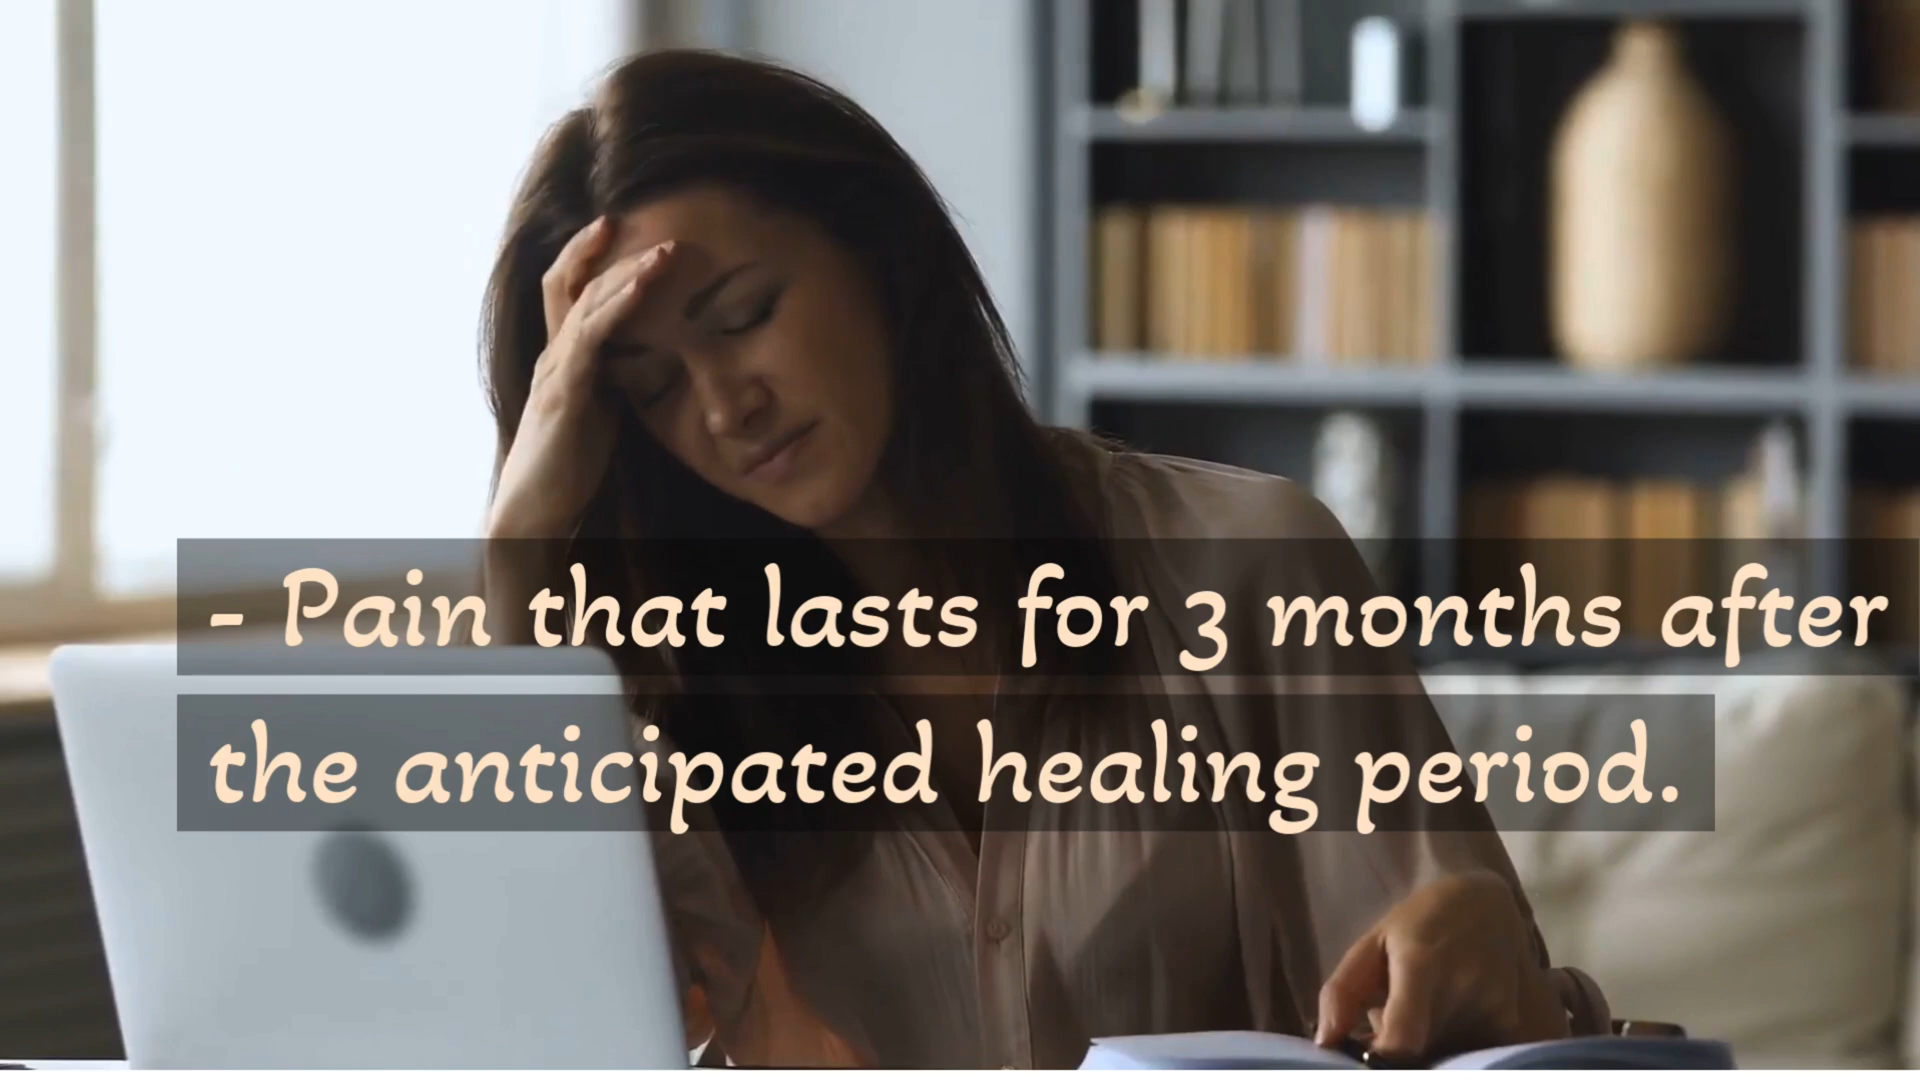 - Pain that lasts for 3 months after
the anticipated healing period.